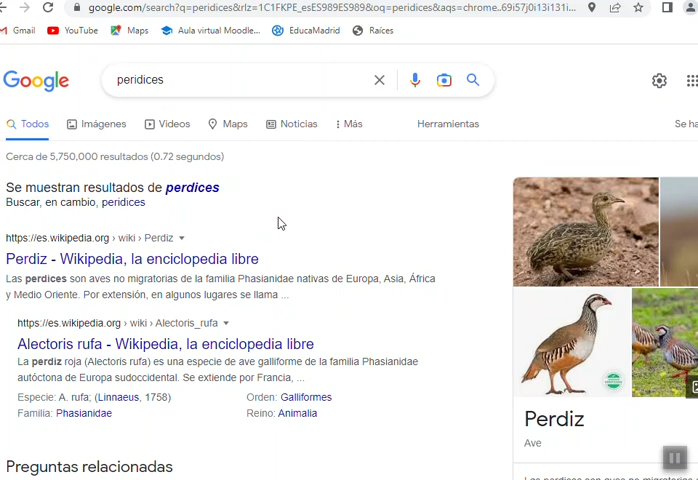 google.com/search?q=peridices&rlz=1C1FKPE_esES989ES989&oq=peridices&aqs=chrome..69i57j0i13i131i...
Gmail YouTube Maps Aula virtual Moodle... EducaMadrid Raíces
Google peridices
Todos Imágenes Videos Maps Noticias Más Herramientas Se ha
Cerca de 5,750,000 resultados (0.72 segundos)
Se muestran resultados de perdices
Buscar, en cambio, peridices
https://es.wikipedia.org › wiki › Perdiz
Perdiz - Wikipedia, la enciclopedia libre
Las perdices son aves no migratorias de la familia Phasianidae nativas de Europa, Asia, África
y Medio Oriente. Por extensión, en algunos lugares se llama ...
https://es.wikipedia.org › wiki › Alectoris_rufa
Alectoris rufa - Wikipedia, la enciclopedia libre
La perdiz roja (Alectoris rufa) es una especie de ave galliforme de la familia Phasianidae
autóctona de Europa sudoccidental. Se extiende por Francia, ...
Especie: A. rufa; (Linnaeus, 1758) Orden: Galliformes
Familia: Phasianidae Reino: Animalia
Preguntas relacionadas
Perdiz
Ave